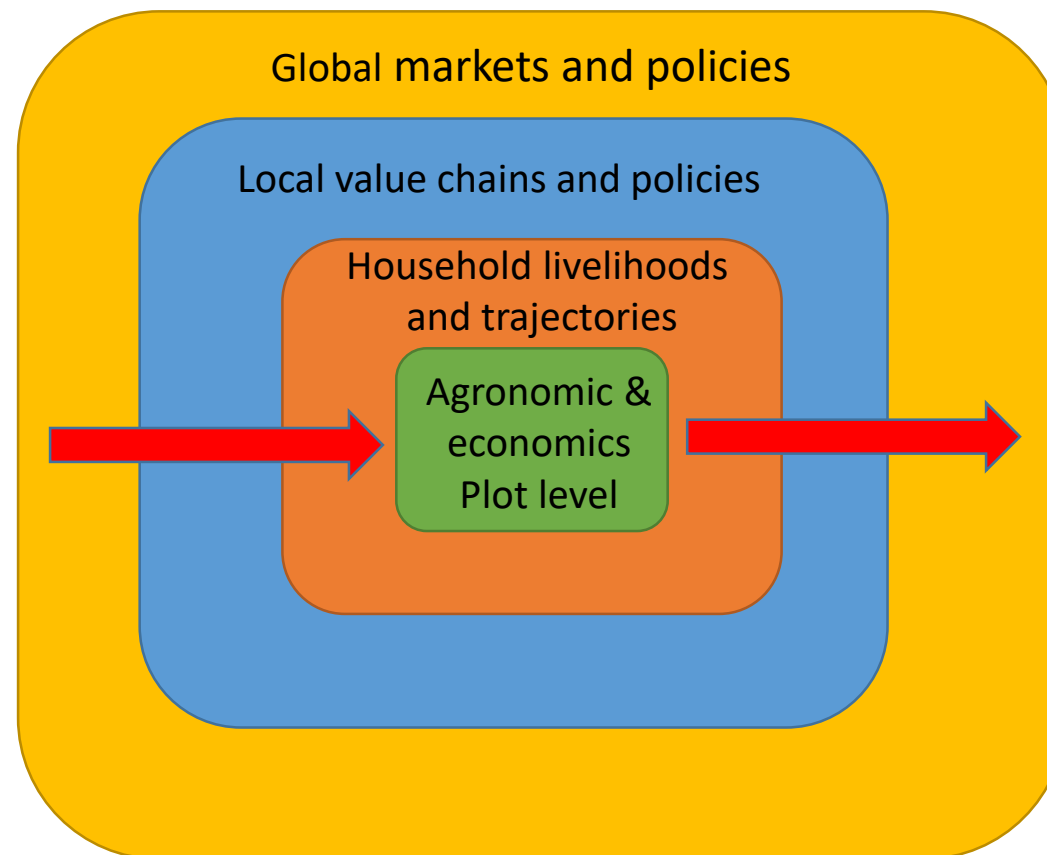 Global markets and policies
Local value chains and policies
Household livelihoods
and trajectories
Agronomic &
economics
Plot level